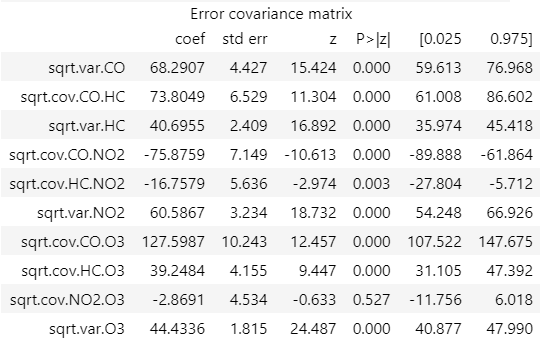 Error covariance matrix
coef std err z P>|z| [0.025 0.975]
sqrt.var.CO 68.2907 4.427 15.424 0.000 59.613 76.968
sqrt.cov.CO.HC 73.8049 6.529 11.304 0.000 61.008 86.602
sqrt.var.HC 40.6955 2.409 16.892 0.000 35.974 45.418
sqrt.cov.CO.NO2 -75.8759 7.149 -10.613 0.000 -89.888 -61.864
sqrt.cov.HC.NO2 -16.7579 5.636 -2.974 0.003 -27.804 -5.712
sqrt.var.NO2 60.5867 3.234 18.732 0.000 54.248 66.926
sqrt.cov.CO.O3 127.5987 10.243 12.457 0.000 107.522 147.675
sqrt.cov.HC.O3 39.2484 4.155 9.447 0.000 31.105 47.392
sqrt.cov.NO2.O3 -2.8691 4.534 -0.633 0.527 -11.756 6.018
sqrt.var.O3 44.4336 1.815 24.487 0.000 40.877 47.990